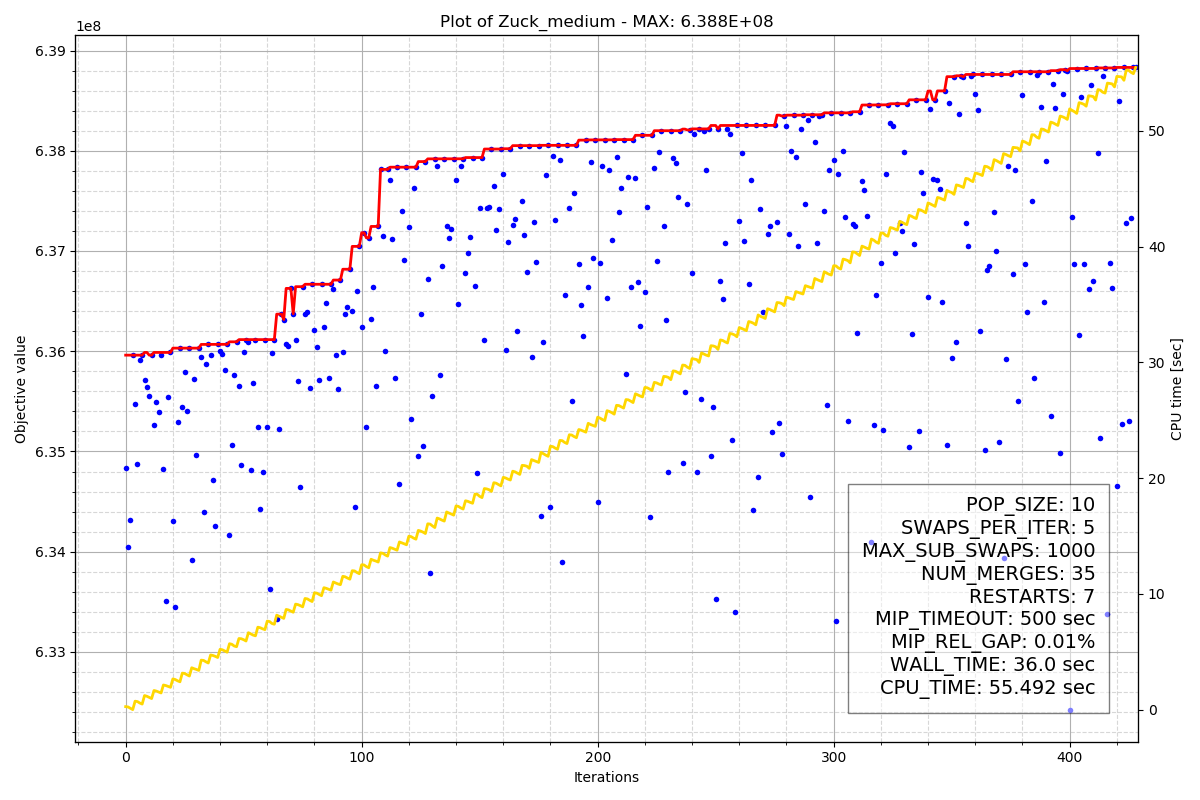 Plot of Zuck_medium - MAX: 6.388E+08
1e8
6.39
6.38
6.37
6.36
6.35
6.34
6.33
Objective value
50
40
30
20
10
0
CPU time [sec]
POP_SIZE: 10
SWAPS_PER_ITER: 5
MAX_SUB_SWAPS: 1000
NUM_MERGES: 35
RESTARTS: 7
MIP_TIMEOUT: 500 sec
MIP_REL_GAP: 0.01%
WALL_TIME: 36.0 sec
CPU_TIME: 55.492 sec
0 100 200 300 400
Iterations